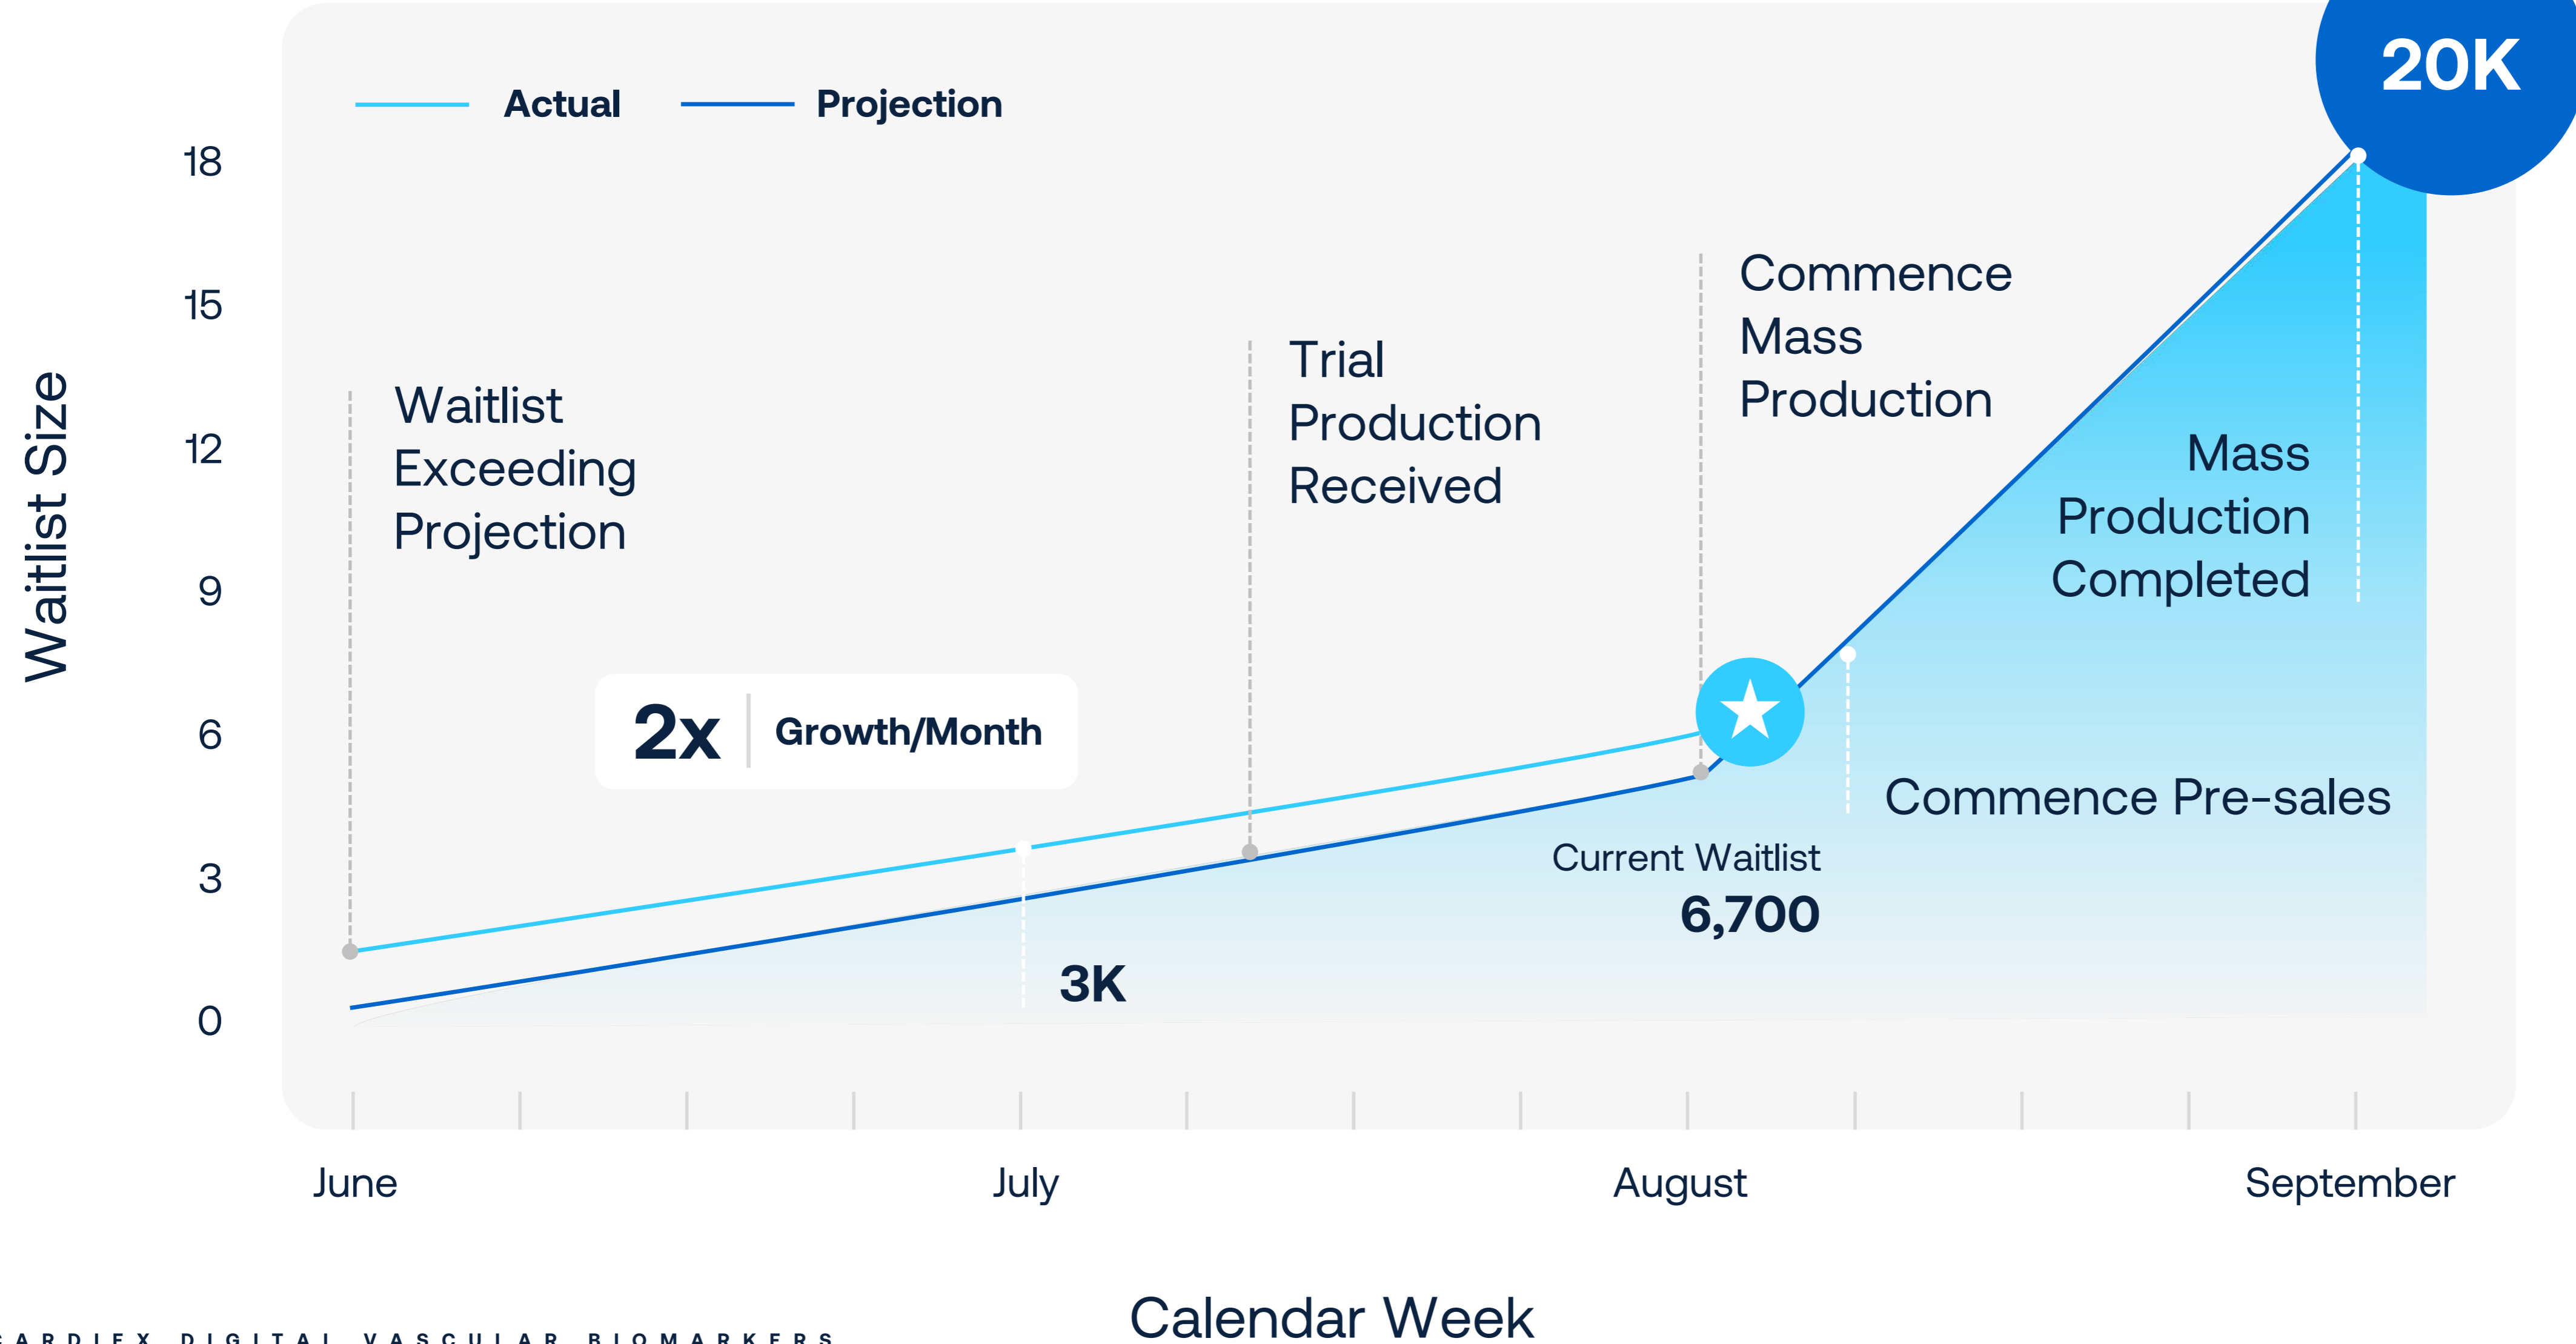 20K
Actual
Projection
18
15
12
9
6
3
0
Waitlist Size
Waitlist
Exceeding
Projection
2x
Growth/Month
Trial
Production
Received
Commence
Mass
Production
Mass
Production
Completed
Commence Pre-sales
Current Waitlist
6,700
3K
June
July
August
September
Calendar Week
CARDIEX DIGITAL VASCULAR BIOMARKERS